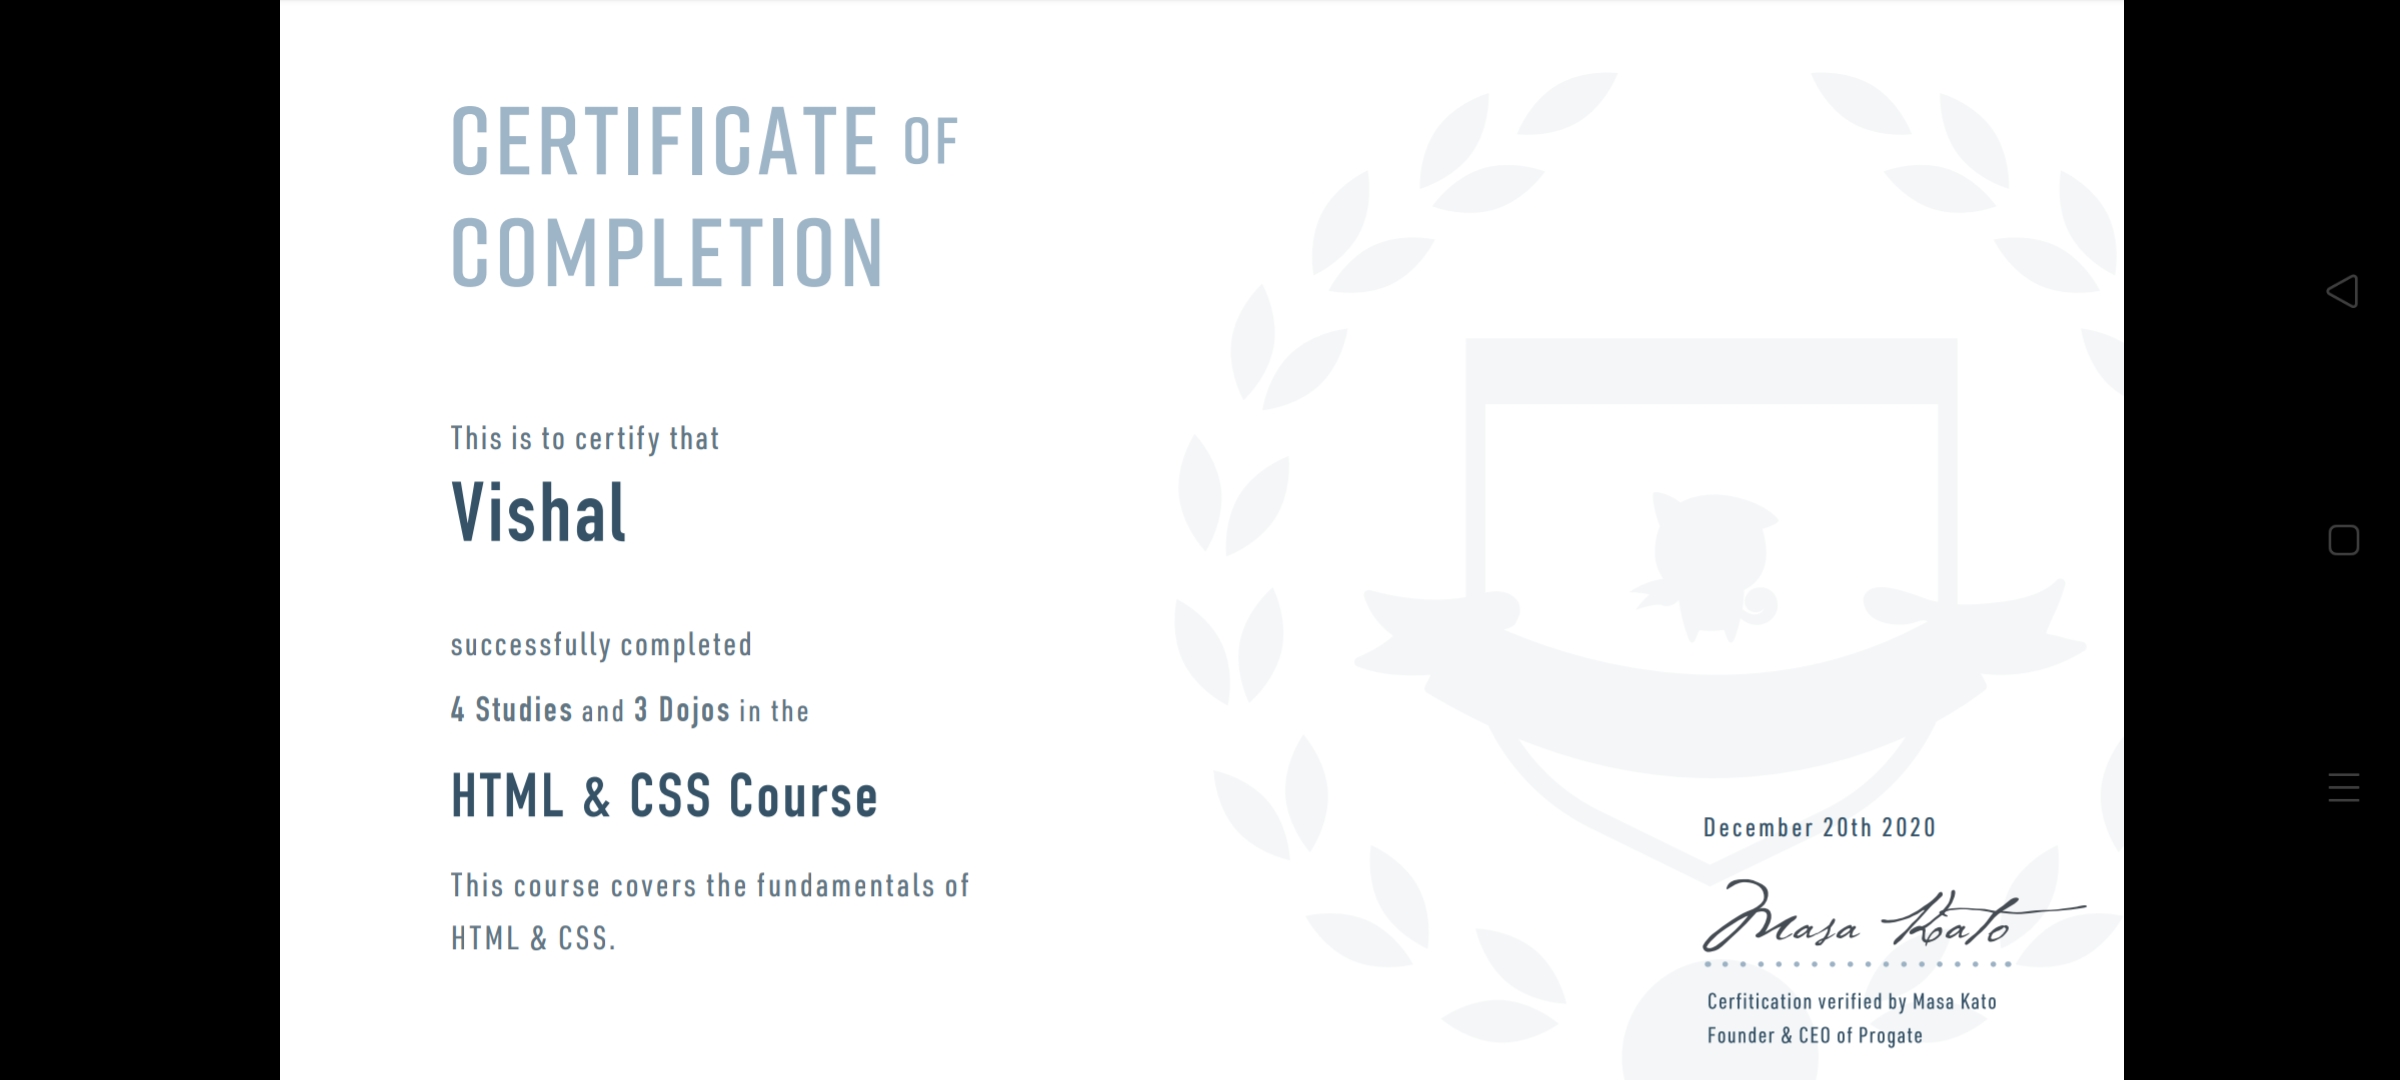 CERTIFICATE OF
COMPLETION
This is to certify that
Vishal
successfully completed
4 Studies and 3 Dojos in the
HTML & CSS Course
This course covers the fundamentals of
HTML & CSS.
December 20th 2020
Masa Kato
Cerfitication verified by Masa Kato
Founder & CEO of Progate